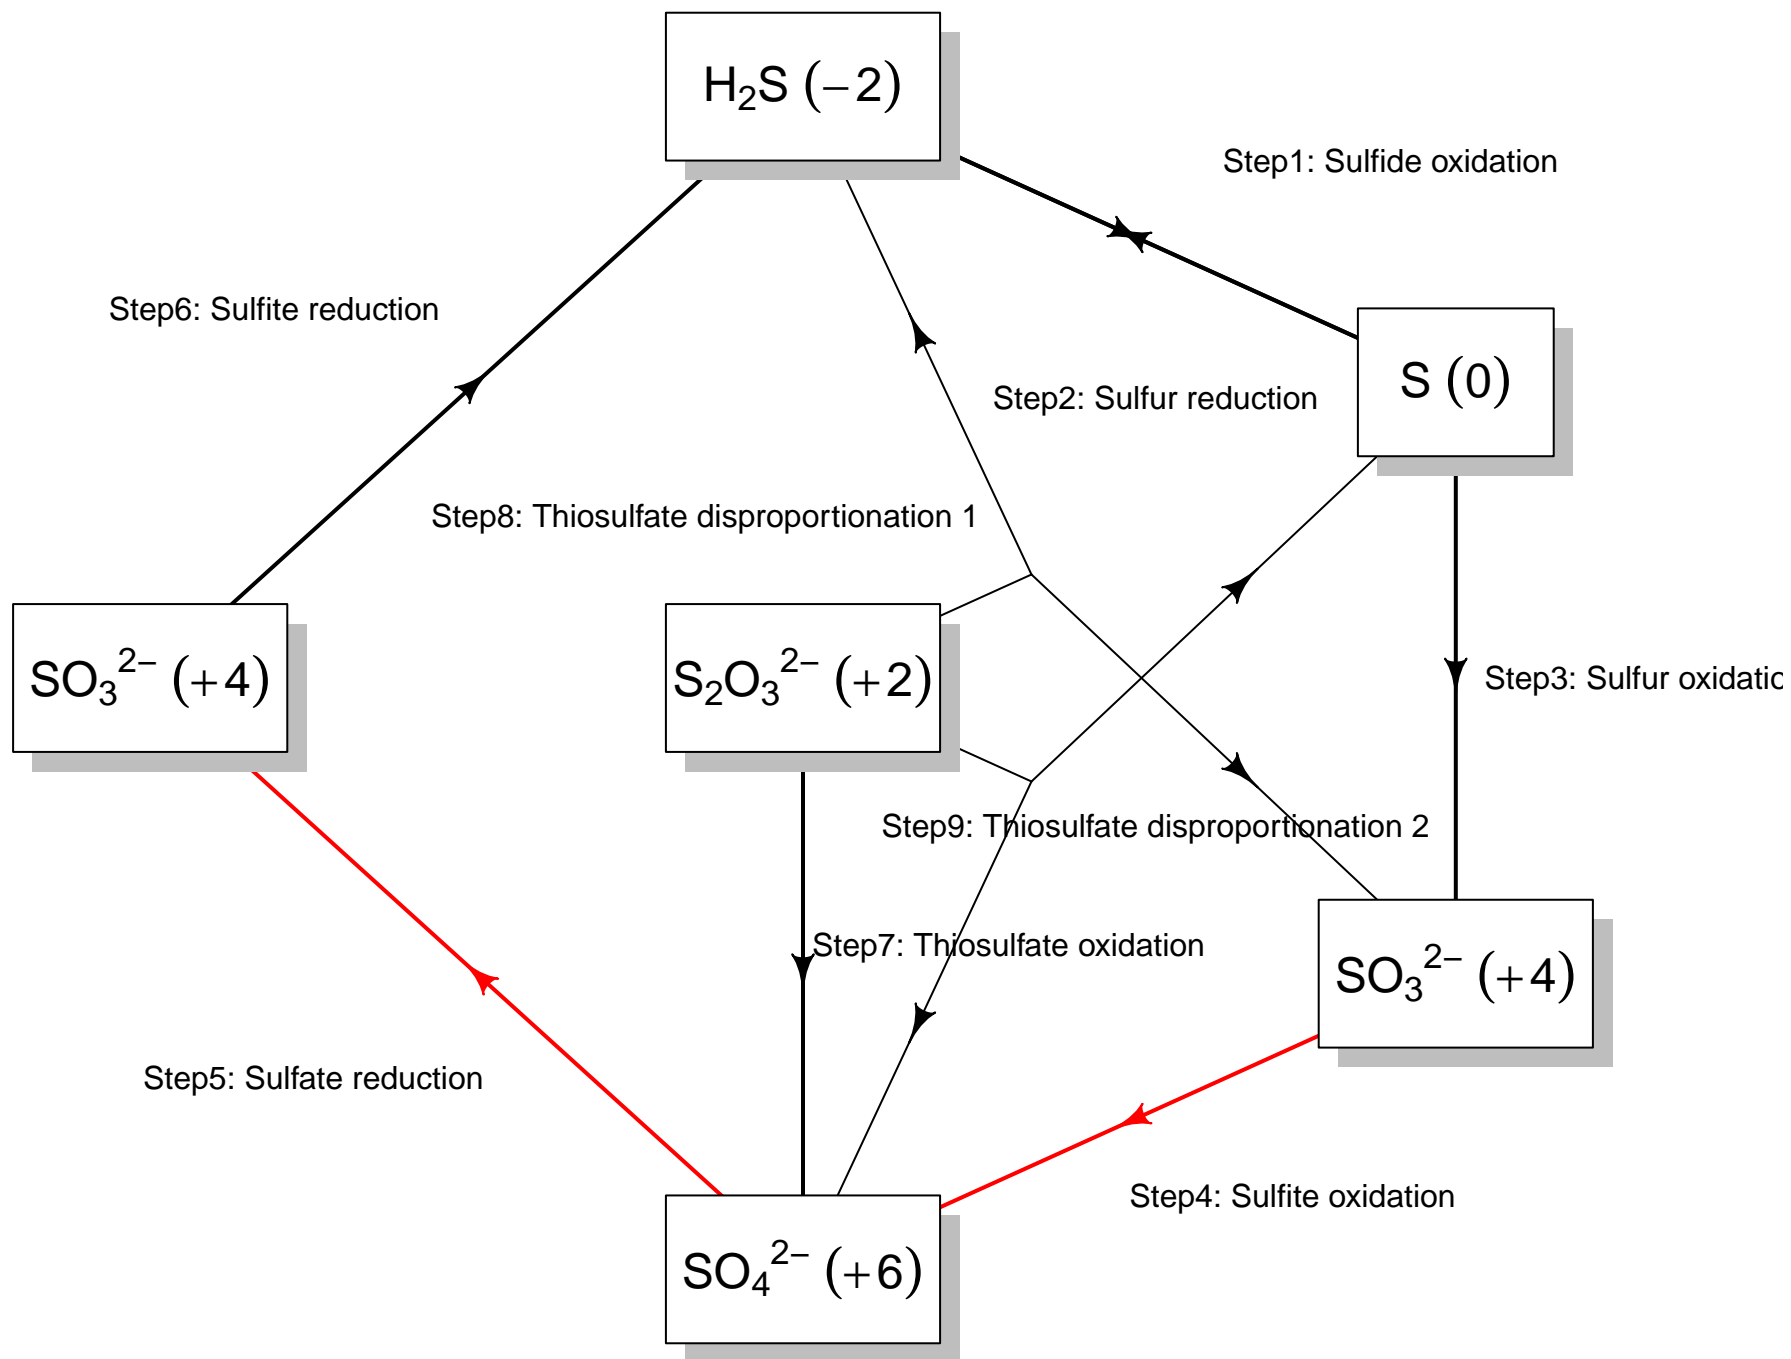 H₂S (−2)
Step1: Sulfide oxidation
Step6: Sulfite reduction
S (0)
Step2: Sulfur reduction
Step8: Thiosulfate disproportionation 1
SO₃²⁻ (+4)
S₂O₃²⁻ (+2)
Step3: Sulfur oxidatio
Step9: Thiosulfate disproportionation 2
Step7: Thiosulfate oxidation
SO₃²⁻ (+4)
Step5: Sulfate reduction
Step4: Sulfite oxidation
SO₄²⁻ (+6)